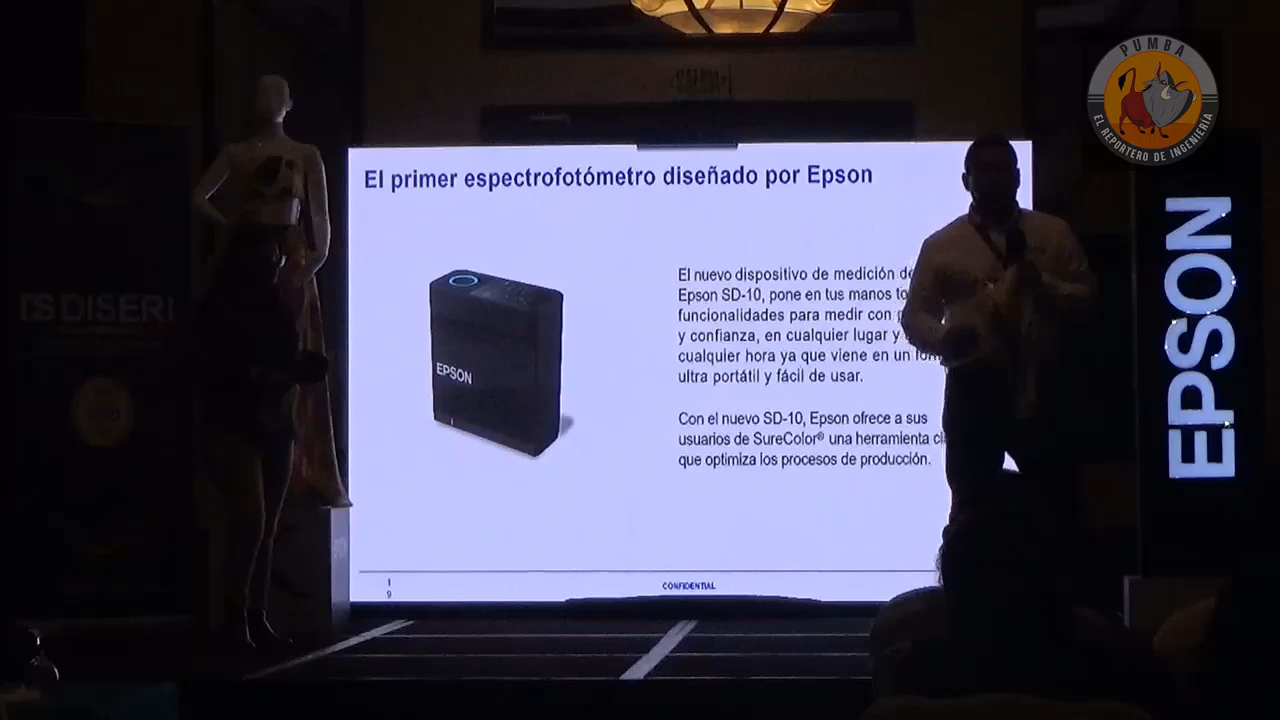 PUMBA
EL REPORTERO DE INGENIERÍA
El primer espectrofotómetro diseñado por Epson
El nuevo dispositivo de medición de
Epson SD-10, pone en tus manos
funcionalidades para medir con
y confianza, en cualquier lugar y
cualquier hora ya que viene en un
ultra portátil y fácil de usar.
Con el nuevo SD-10, Epson ofrece a sus
usuarios de SureColor® una herramienta
que optimiza los procesos de producción.
EPSON
CONFIDENTIAL
1
9
DISERI
EPSON